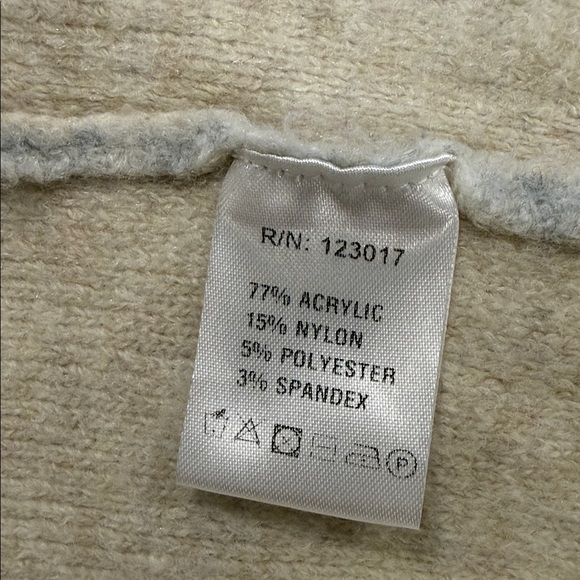 R/N: 123017
77% ACRYLIC
15% NYLON
5% POLYESTER
3% SPANDEX
P